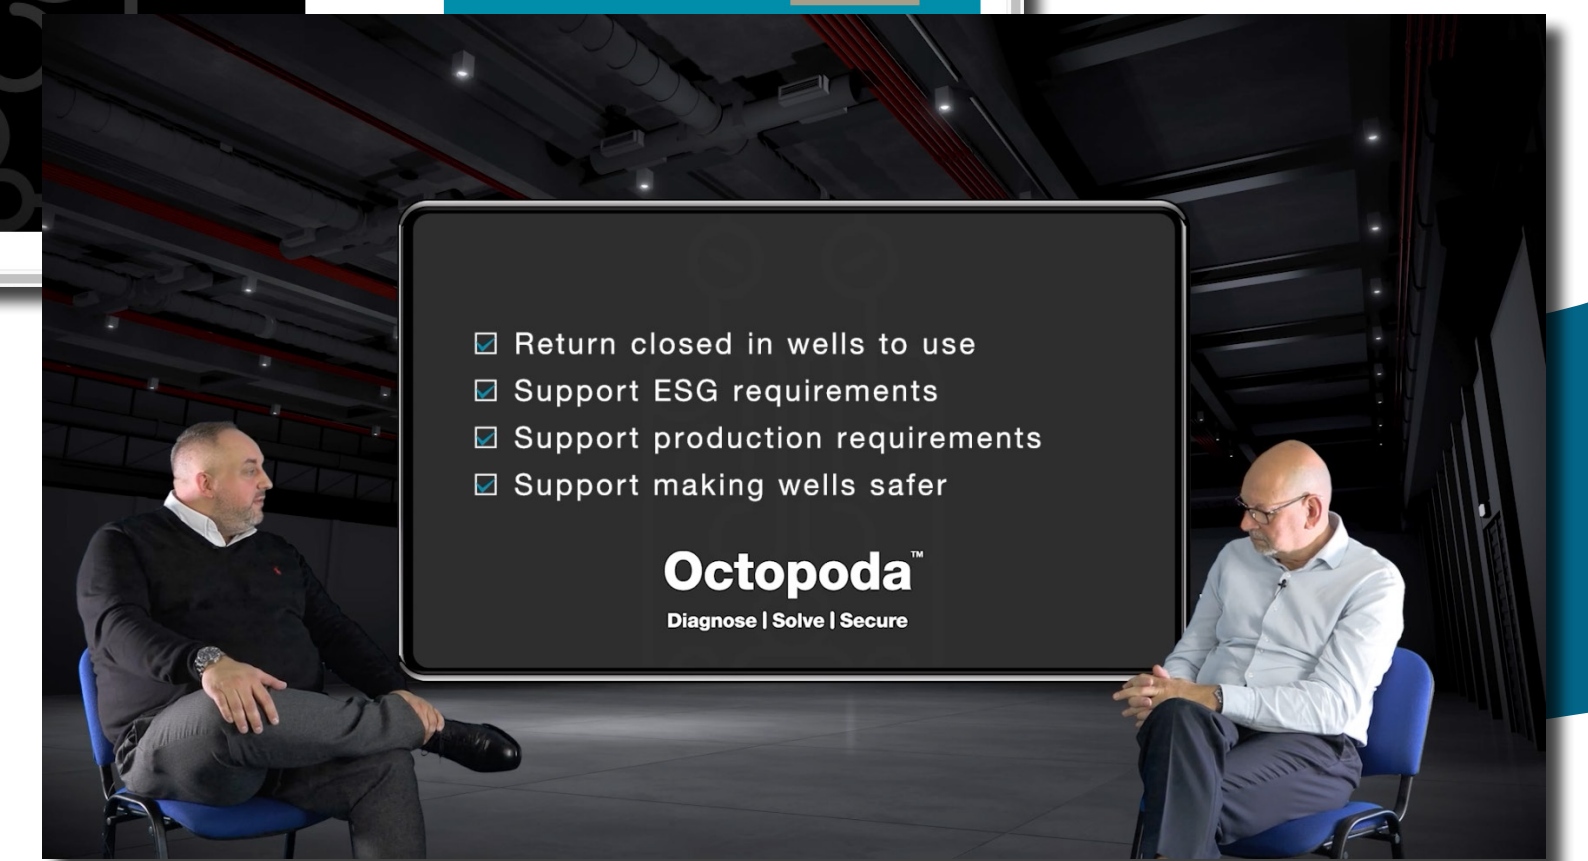 Return closed in wells to use
Support ESG requirements
Support production requirements
Support making wells safer
Octopoda™
Diagnose | Solve | Secure